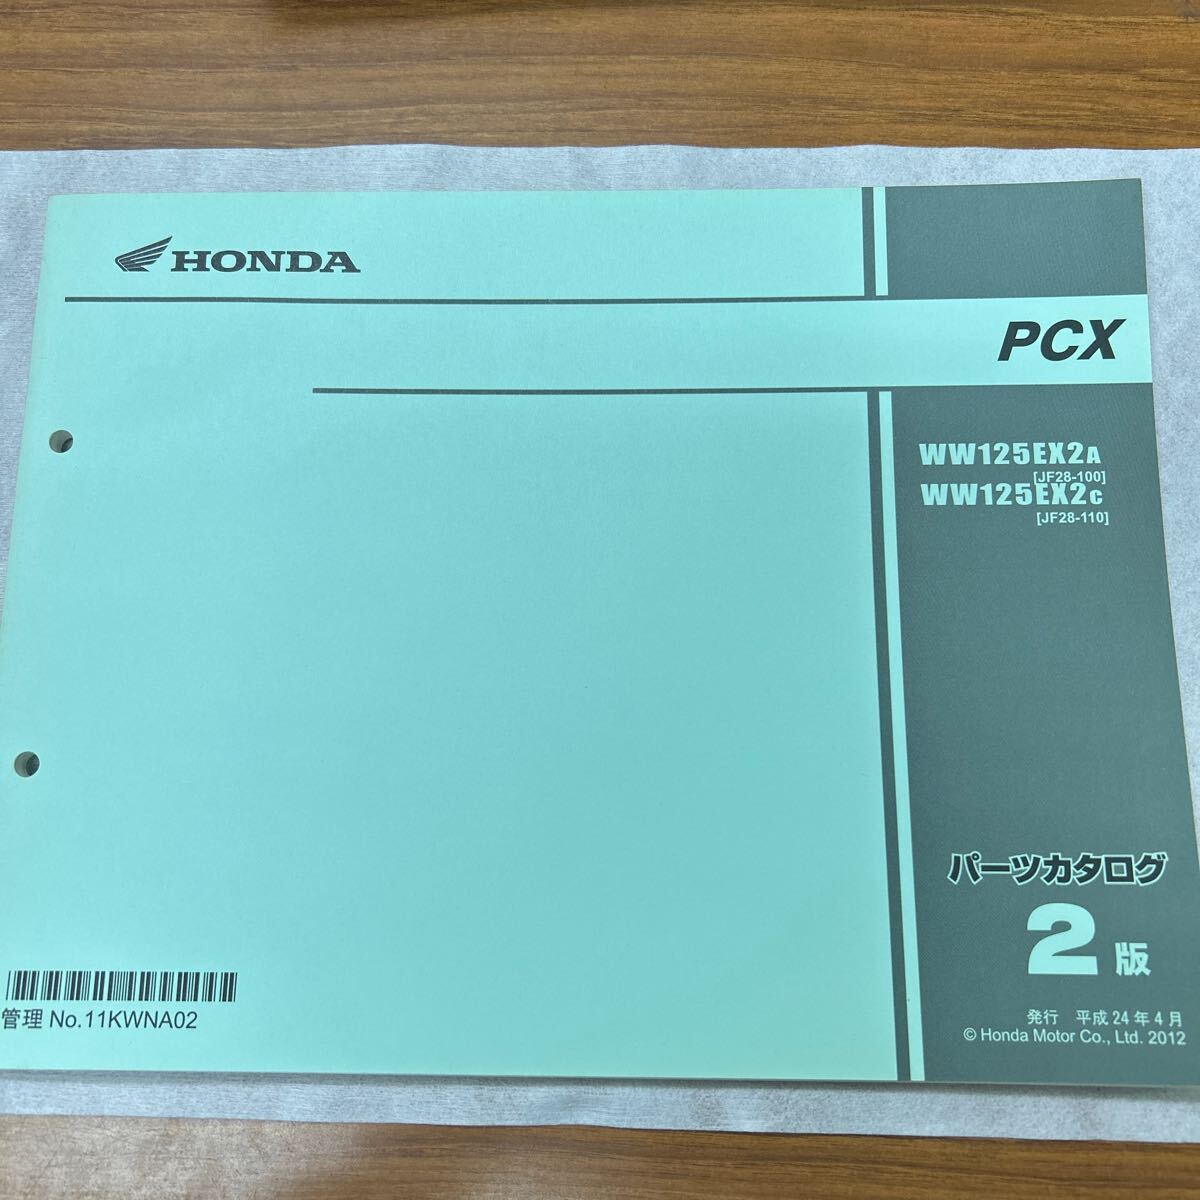 HONDA
PCX
WW125EX2A
[JF28-100]
WW125EX2C
[JF28-110]
パーツカタログ
2版
管理 No.11KWNA02
発行 平成24年4月
© Honda Motor Co., Ltd. 2012